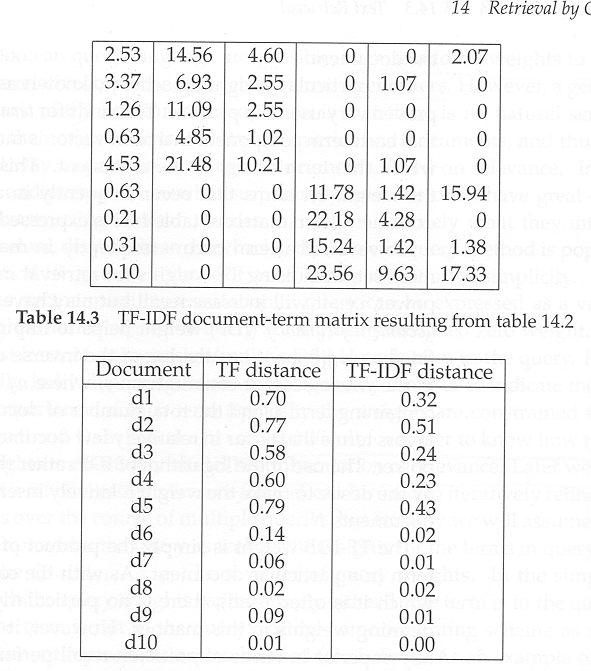 14 Retrieval by C
2.53 14.56 4.60 0 0 2.07
3.37 6.93 2.55 0 1.07 0
1.26 11.09 2.55 0 0 0
0.63 4.85 1.02 0 0 0
4.53 21.48 10.21 0 1.07 0
0.63 0 0 11.78 1.42 15.94
0.21 0 0 22.18 4.28 0
0.31 0 0 15.24 1.42 1.38
0.10 0 0 23.56 9.63 17.33
Table 14.3 TF-IDF document-term matrix resulting from table 14.2
Document TF distance TF-IDF distance
d1 0.70 0.32
d2 0.77 0.51
d3 0.58 0.24
d4 0.60 0.23
d5 0.79 0.43
d6 0.14 0.02
d7 0.06 0.01
d8 0.02 0.02
d9 0.09 0.01
d10 0.01 0.00